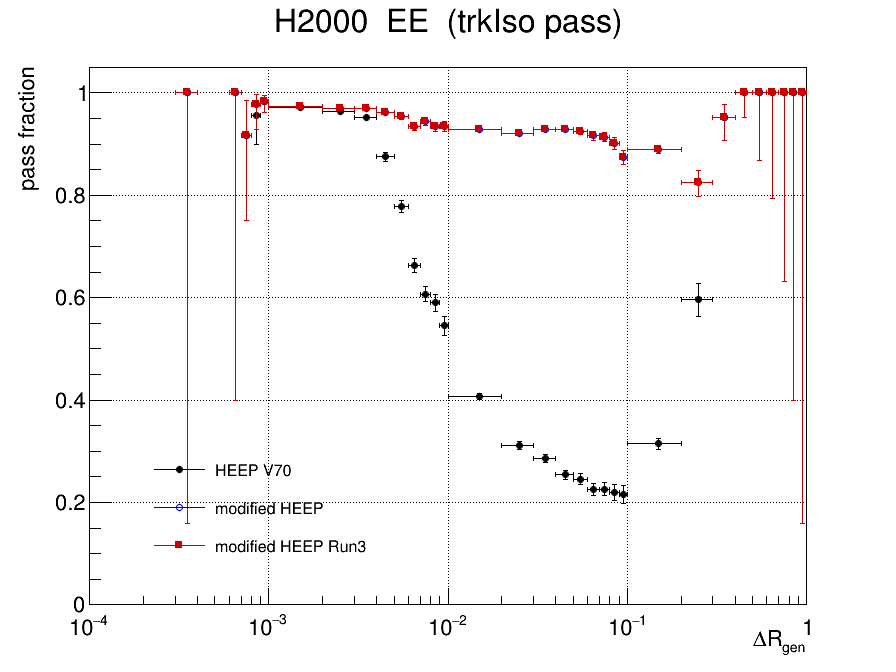 H2000 EE (trkIso pass)
pass fraction
1
0.8
0.6
0.4
0.2
0
HEEP V70
modified HEEP
modified HEEP Run3
10⁻⁴
10⁻³
10⁻²
10⁻¹
1
ΔR_gen